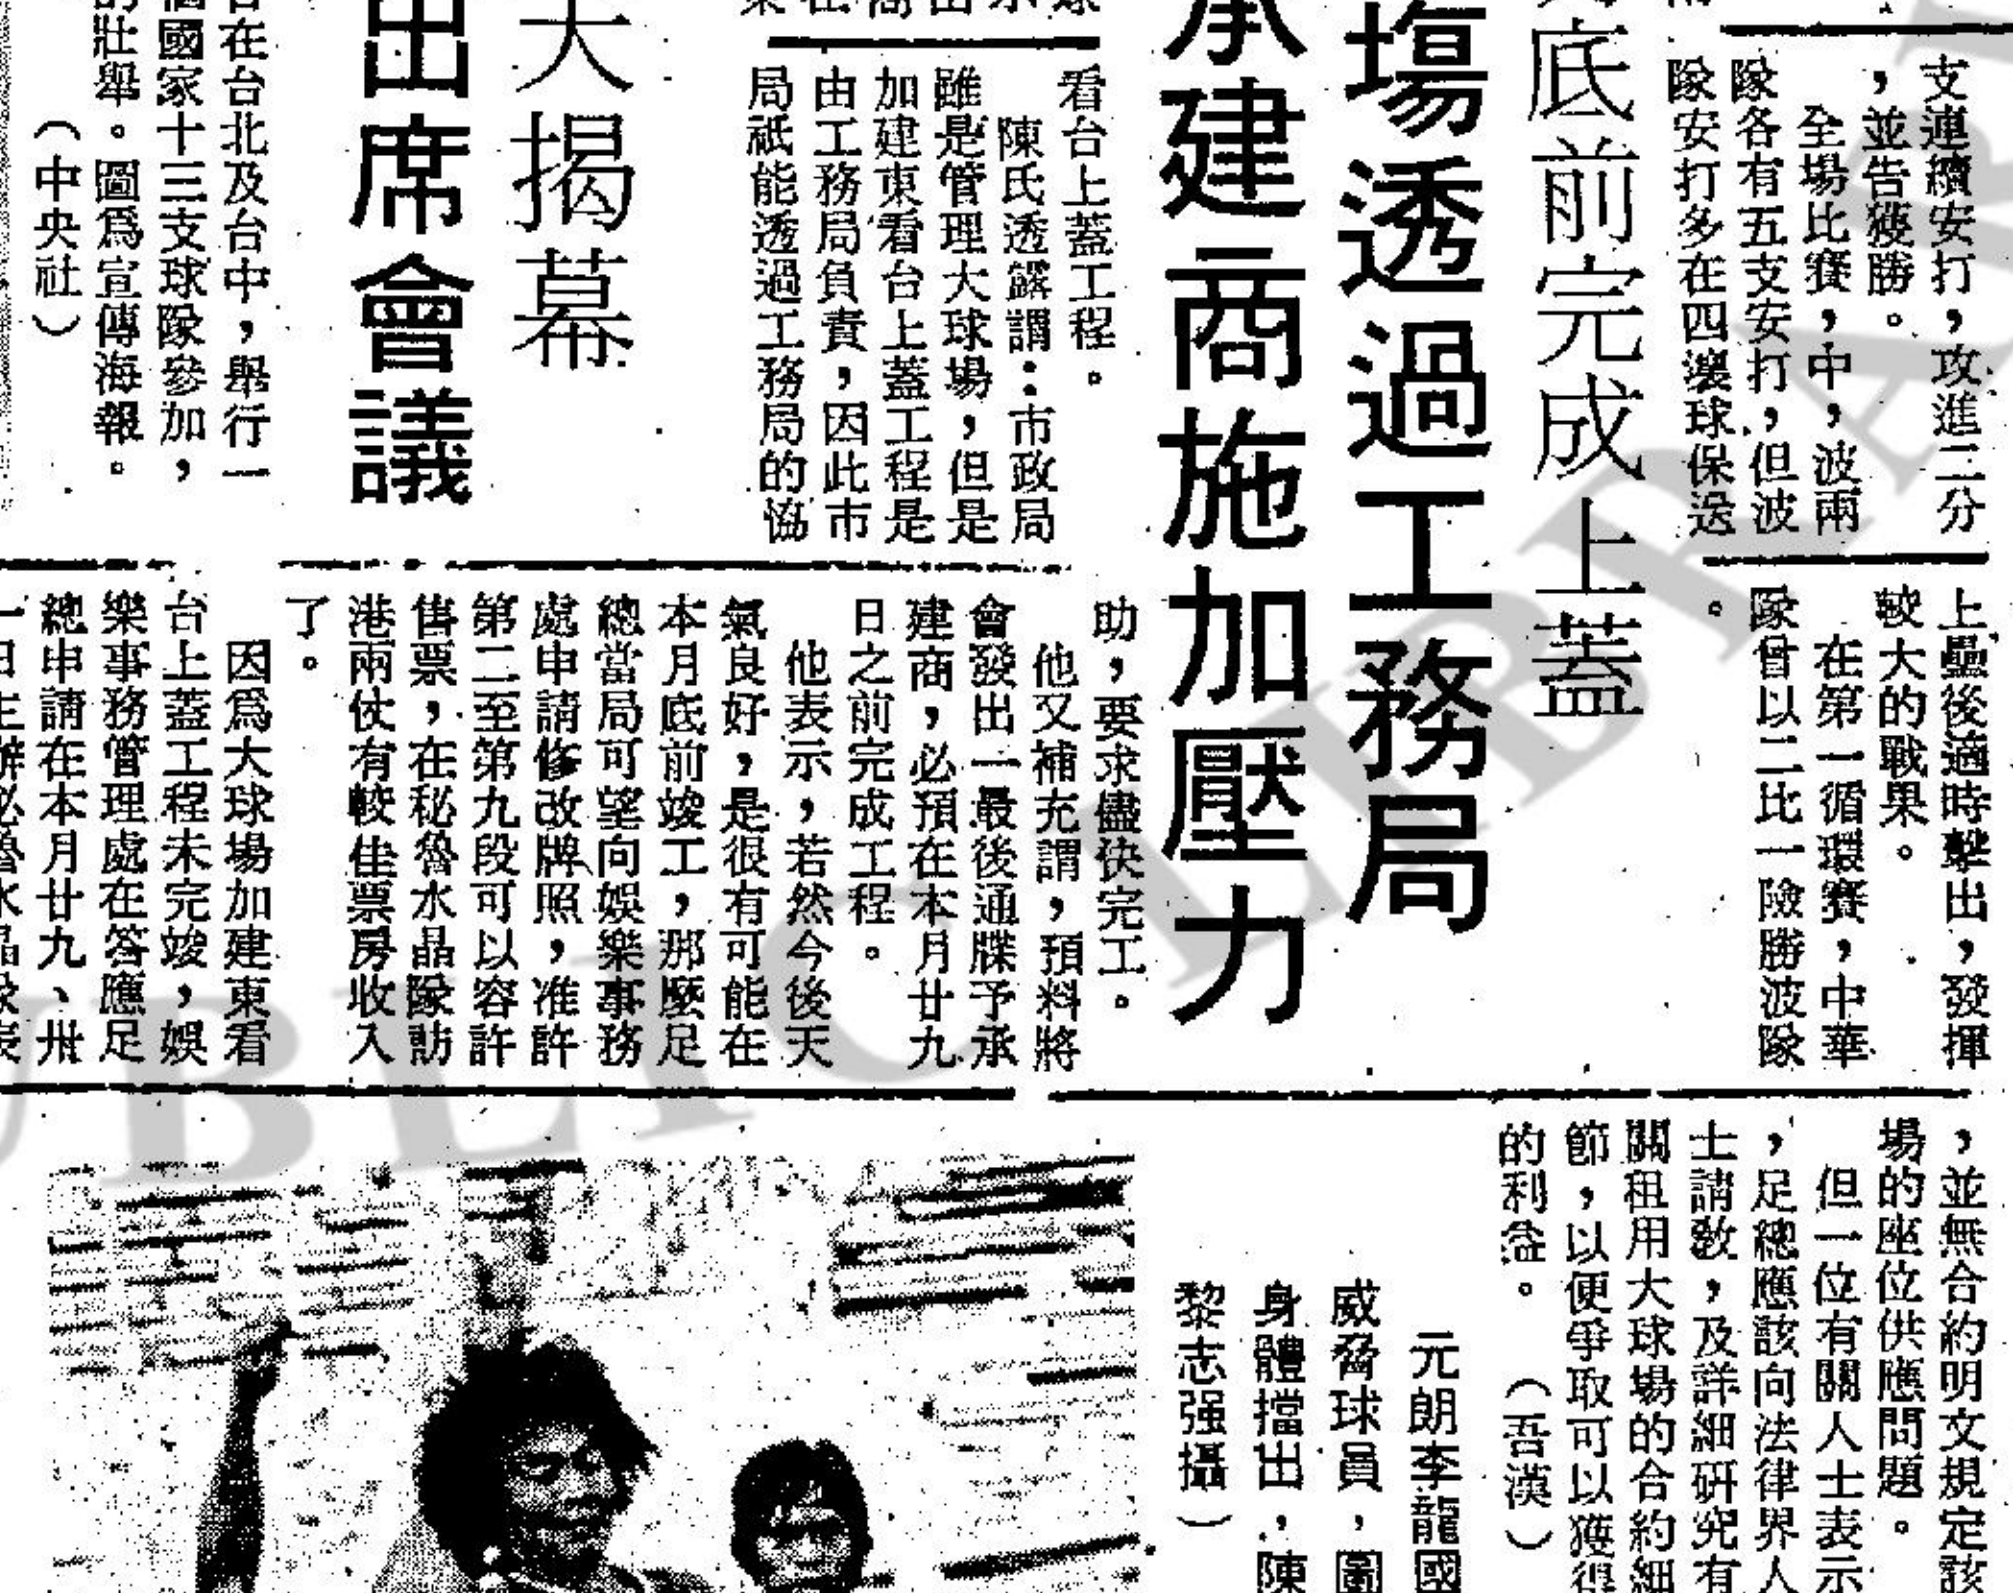 支連續安打，攻進二分
，並告獲勝。
全場比賽，中，波兩
隊各有五支安打，但波
隊安打多在四壞球保送
上壘後適時擊出，發揮
較大的戰果。
在第一循環賽，中華
隊曾以二比一險勝波隊
。
底前完成上蓋
場透過工務局
承建商施加壓力
看台上蓋工程。
陳氏透露謂：市政局
雖是管理大球場，但是
加建東看台上蓋工程是
由工務局負責，因此市
局祇能透過工務局的協
助，要求儘快完工。
他又補充謂，預料將
會發出一最後通牒予承
建商，必預在本月廿九
日之前完成工程。
他表示，若然今後天
氣良好，是很有可能在
本月底前竣工，那麼足
總當局可望向娛樂事務
處申請修改牌照，准許
第二至第九段可以容許
售票，在秘魯水晶隊訪
港兩仗有較佳票房收入
了。
因爲大球場加建東看
台上蓋工程未完竣，娛
樂事務管理處在答應足
總申請在本月廿九、卅
一日主辦秘魯水晶隊表
大揭幕
出席會議
台在台北及台中，舉行一
個國家十三支球隊參加，
的壯舉。圖爲宣傳海報。
（中央社）
，並無合約明文規定該
場的座位供應問題。
但一位有關人士表示
，足總應該向法律界人
士請敎，及詳細研究有
關租用大球場的合約細
節，以便爭取可以獲得
的利益。　（吾漢）
元朗李龍國
威脅球員，圖
身體擋出，陳
黎志强攝）
PUBLIC LIBRARI